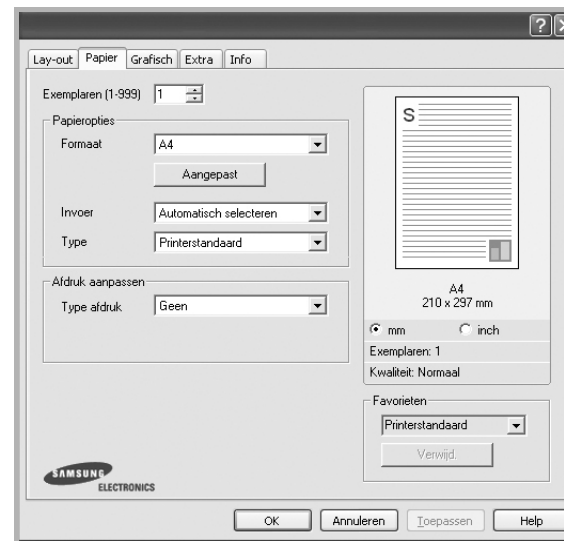 Lay-out Papier Grafisch Extra Info
Exemplaren (1-999) 1
Papieropties
Formaat A4
Aangepast
Invoer Automatisch selecteren
Type Printerstandaard
Afdruk aanpassen
Type afdruk Geen
S
A4
210 x 297 mm
mm inch
Exemplaren: 1
Kwaliteit: Normaal
Favorieten
Printerstandaard
Verwijd.
SAMSUNG
ELECTRONICS
OK Annuleren Toepassen Help